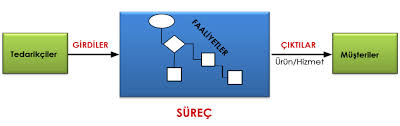 Tedarikçiler
GİRDİLER
FAALİYETLER
ÇIKTILAR
Ürün/Hizmet
Müşteriler
SÜREÇ